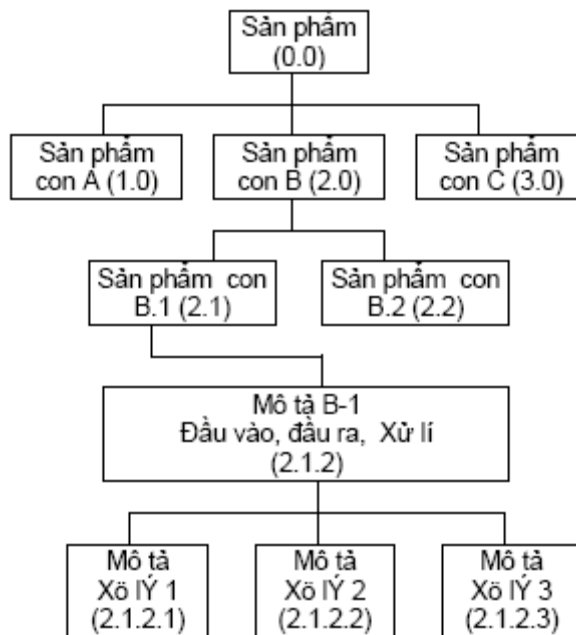 Sản phẩm
(0.0)
Sản phẩm
con A (1.0)
Sản phẩm
con B (2.0)
Sản phẩm
con C (3.0)
Sản phẩm con
B.1 (2.1)
Sản phẩm con
B.2 (2.2)
Mô tả B-1
Đầu vào, đầu ra, Xử lí
(2.1.2)
Mô tả
Xö lÝ 1
(2.1.2.1)
Mô tả
Xö lÝ 2
(2.1.2.2)
Mô tả
Xö lÝ 3
(2.1.2.3)